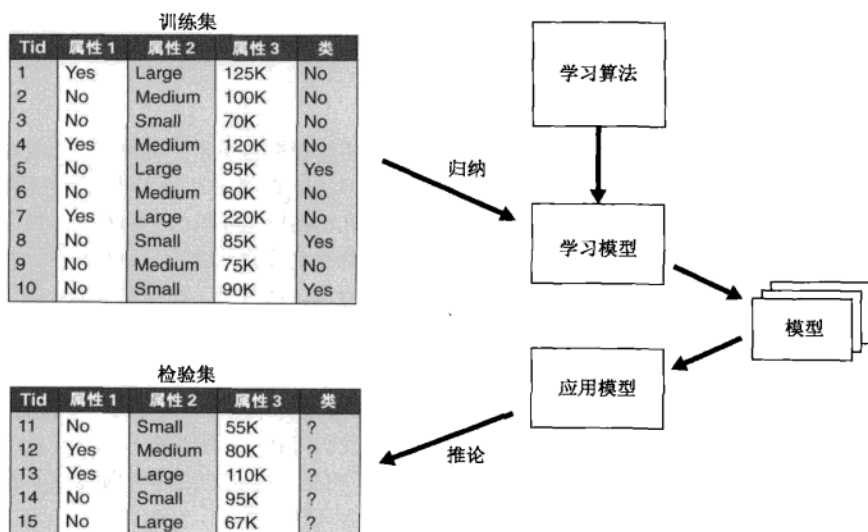 训练集
Tid 属性 1 属性 2 属性 3 类
1 Yes Large 125K No
2 No Medium 100K No
3 No Small 70K No
4 Yes Medium 120K No
5 No Large 95K Yes
6 No Medium 60K No
7 Yes Large 220K No
8 No Small 85K Yes
9 No Medium 75K No
10 No Small 90K Yes
学习算法
归纳
学习模型
模型
应用模型
推论
检验集
Tid 属性 1 属性 2 属性 3 类
11 No Small 55K ?
12 Yes Medium 80K ?
13 Yes Large 110K ?
14 No Small 95K ?
15 No Large 67K ?